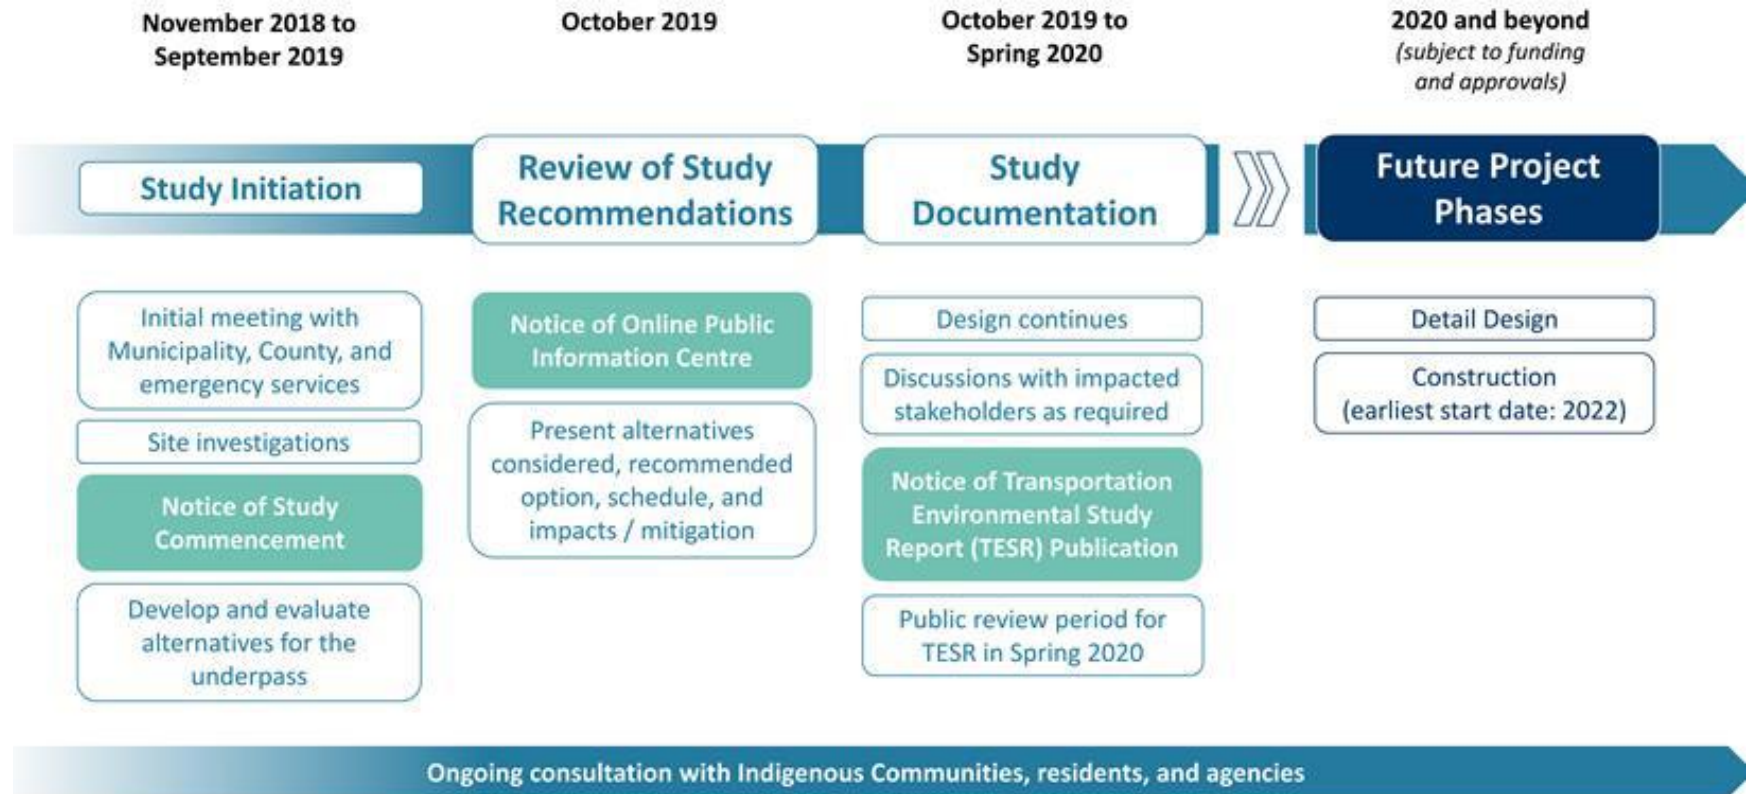 November 2018 to
September 2019
October 2019
October 2019 to
Spring 2020
2020 and beyond
(subject to funding
and approvals)
Study Initiation
Review of Study
Recommendations
Study
Documentation
Future Project
Phases
Initial meeting with
Municipality, County, and
emergency services
Site investigations
Notice of Study
Commencement
Develop and evaluate
alternatives for the
underpass
Notice of Online Public
Information Centre
Present alternatives
considered, recommended
option, schedule, and
impacts / mitigation
Design continues
Discussions with impacted
stakeholders as required
Notice of Transportation
Environmental Study
Report (TESR) Publication
Public review period for
TESR in Spring 2020
Detail Design
Construction
(earliest start date: 2022)
Ongoing consultation with Indigenous Communities, residents, and agencies